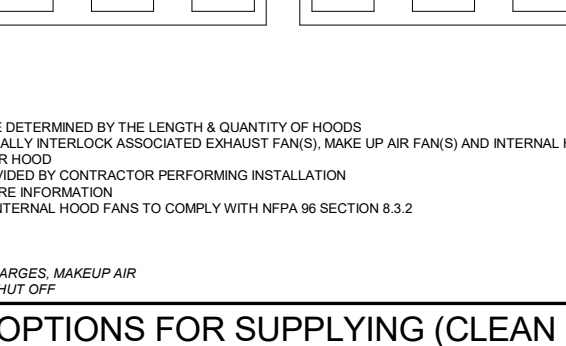 DETERMINED BY THE LENGTH & QUANTITY OF HOODS
ALLY INTERLOCK ASSOCIATED EXHAUST FAN(S), MAKE UP AIR FAN(S) AND INTERNAL
R HOOD
VIDED BY CONTRACTOR PERFORMING INSTALLATION
RE INFORMATION
NTERNAL HOOD FANS TO COMPLY WITH NFPA 96 SECTION 8.3.2
ARGES, MAKEUP AIR
HUT OFF
OPTIONS FOR SUPPLYING (CLEAN